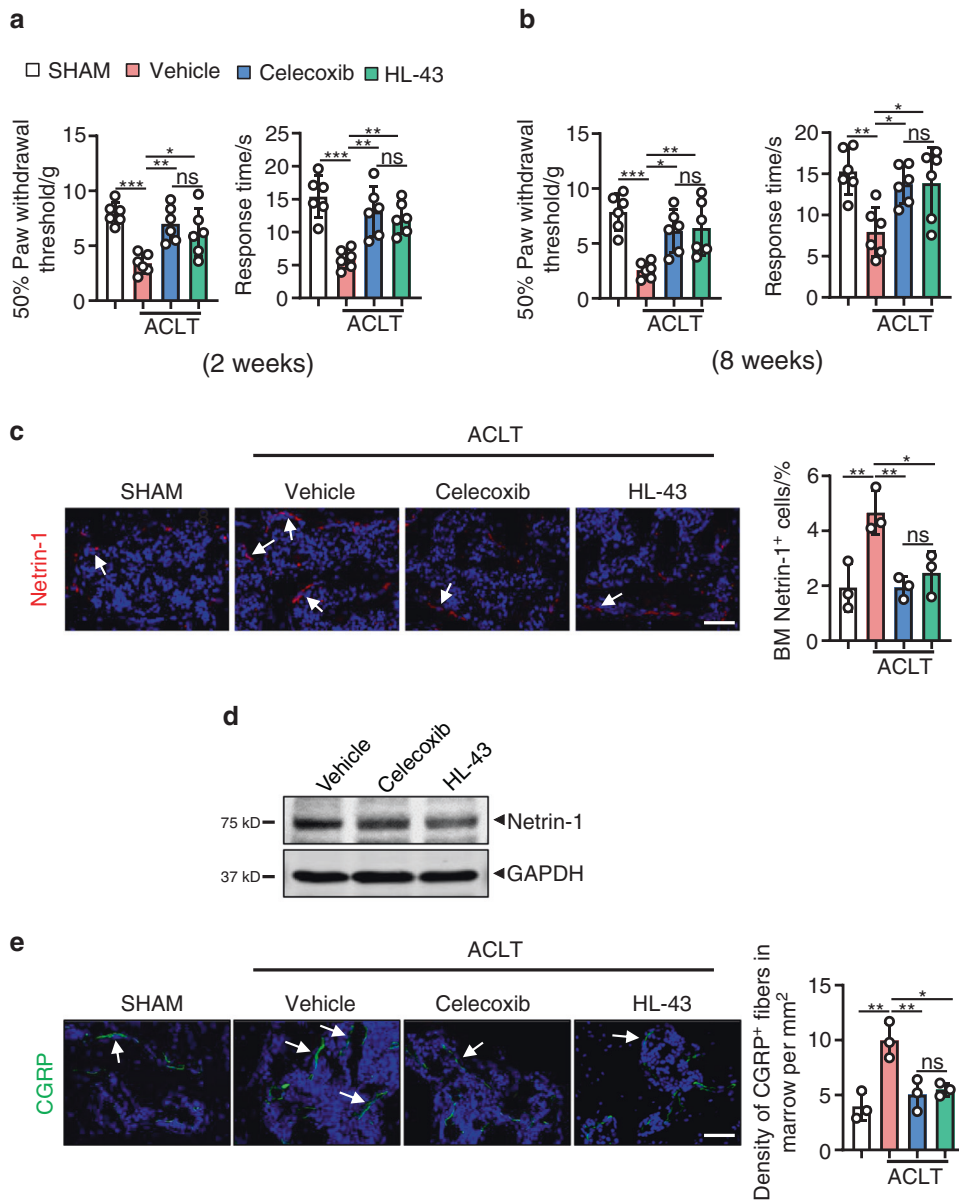 a
b
SHAM Vehicle Celecoxib HL-43
50% Paw withdrawal
threshold/g
15
10
5
0
***
**
*
ns
ACLT
Response time/s
25
20
15
10
5
0
***
**
**
ns
ACLT
(2 weeks)
50% Paw withdrawal
threshold/g
15
10
5
0
***
*
**
ns
ACLT
Response time/s
20
15
10
5
0
**
*
*
ns
ACLT
(8 weeks)
c
ACLT
SHAM Vehicle Celecoxib HL-43
Netrin-1
BM Netrin-1+ cells/%
6
4
2
0
**
**
*
ns
ACLT
d
Vehicle Celecoxib HL-43
75 kD
Netrin-1
37 kD
GAPDH
e
ACLT
SHAM Vehicle Celecoxib HL-43
CGRP
Density of CGRP+ fibers in
marrow per mm2
15
10
5
0
**
**
*
ns
ACLT